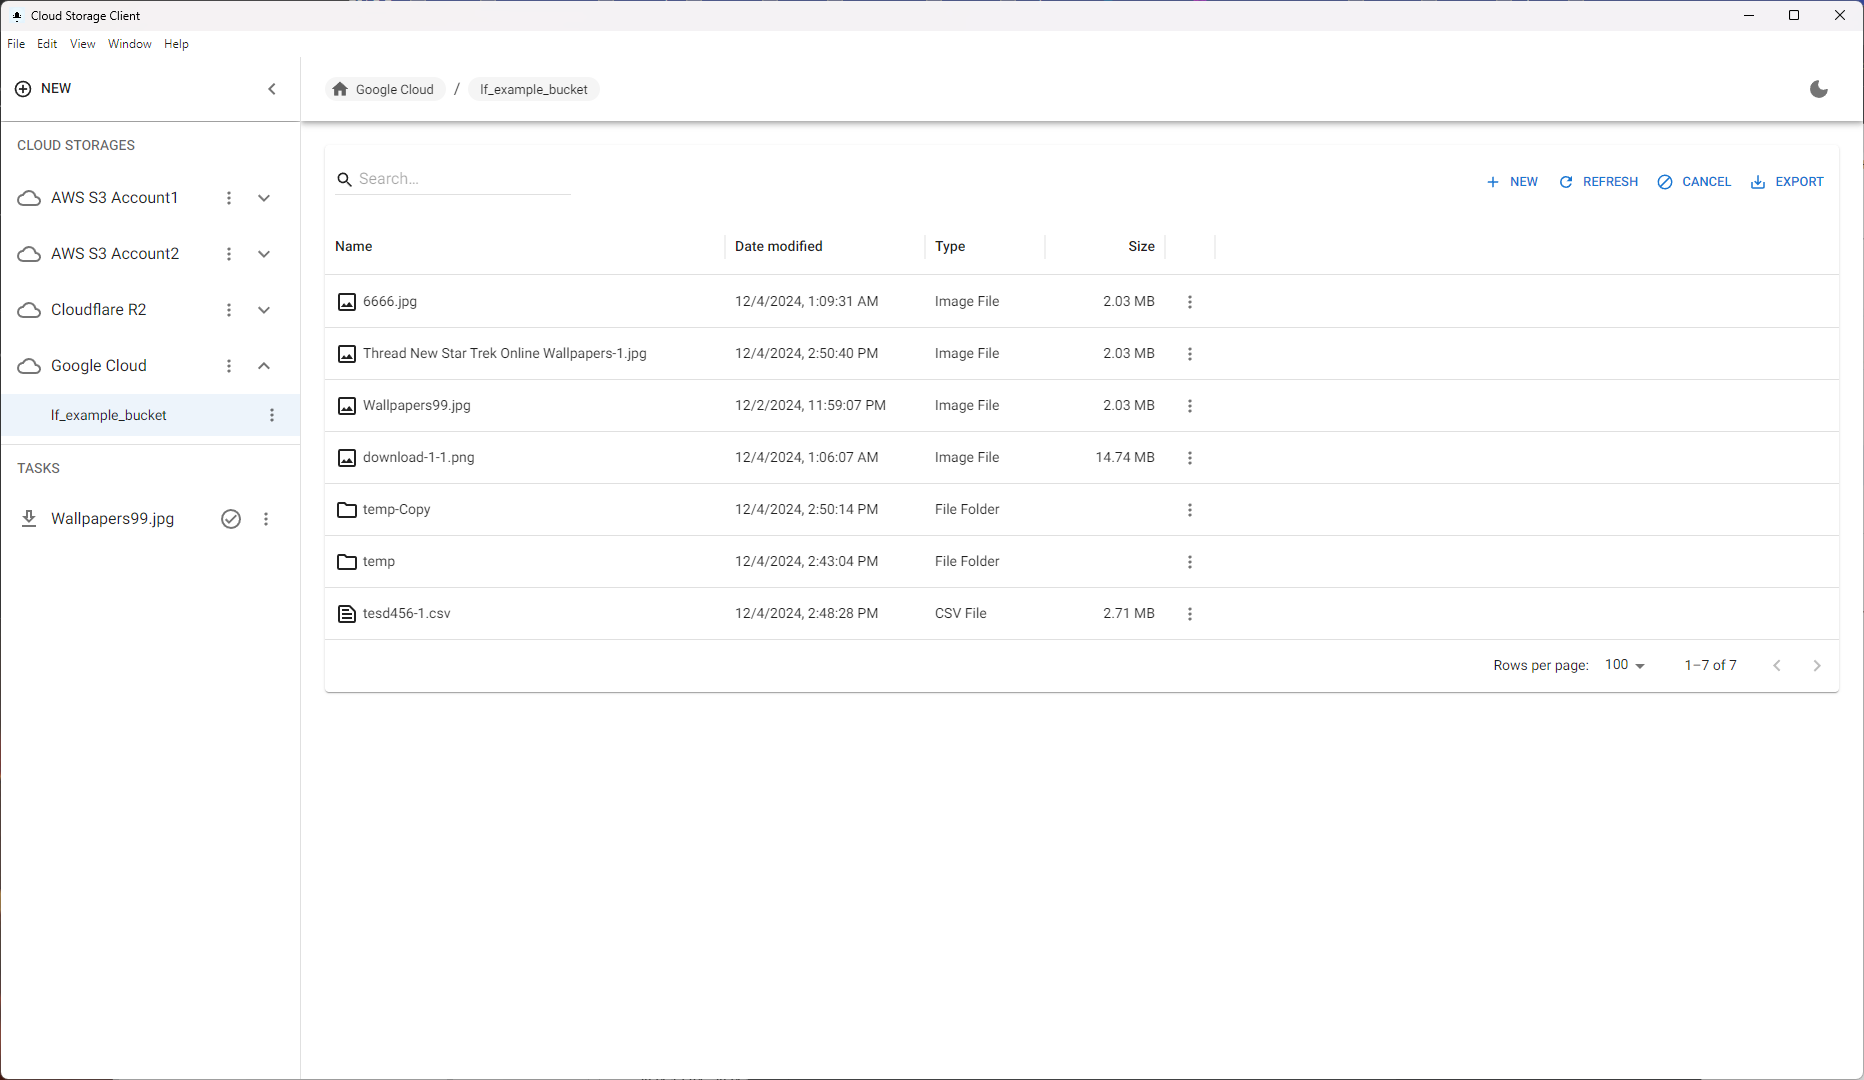 Cloud Storage Client
File Edit View Window Help
NEW
Google Cloud / lf_example_bucket
CLOUD STORAGES
AWS S3 Account1
AWS S3 Account2
Cloudflare R2
Google Cloud
lf_example_bucket
TASKS
Wallpapers99.jpg
Search...
NEW REFRESH CANCEL EXPORT
Name Date modified Type Size
6666.jpg 12/4/2024, 1:09:31 AM Image File 2.03 MB
Thread New Star Trek Online Wallpapers-1.jpg 12/4/2024, 2:50:40 PM Image File 2.03 MB
Wallpapers99.jpg 12/2/2024, 11:59:07 PM Image File 2.03 MB
download-1-1.png 12/4/2024, 1:06:07 AM Image File 14.74 MB
temp-Copy 12/4/2024, 2:50:14 PM File Folder
temp 12/4/2024, 2:43:04 PM File Folder
tesd456-1.csv 12/4/2024, 2:48:28 PM CSV File 2.71 MB
Rows per page: 100 1–7 of 7